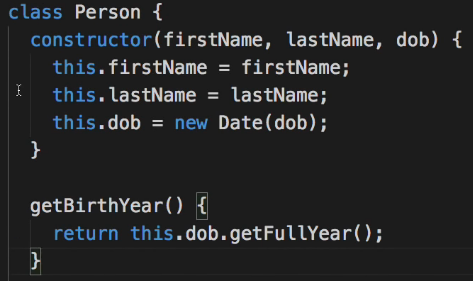 class Person {
  constructor(firstName, lastName, dob) {
    this.firstName = firstName;
    this.lastName = lastName;
    this.dob = new Date(dob);
  }

  getBirthYear() {
    return this.dob.getFullYear();
  }